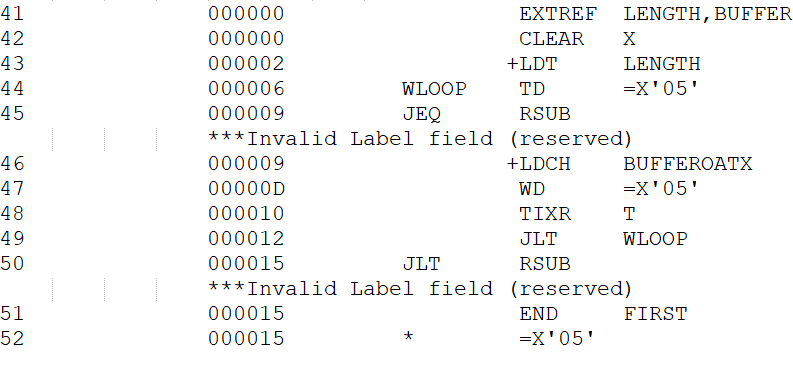 41 000000 EXTREF LENGTH,BUFFER
42 000000 CLEAR X
43 000002 +LDT LENGTH
44 000006 WLOOP TD =X'05'
45 000009 JEQ RSUB
***Invalid Label field (reserved)
46 000009 +LDCH BUFFEROATX
47 00000D WD =X'05'
48 000010 TIXR T
49 000012 JLT WLOOP
50 000015 JLT RSUB
***Invalid Label field (reserved)
51 000015 END FIRST
52 000015 * =X'05'